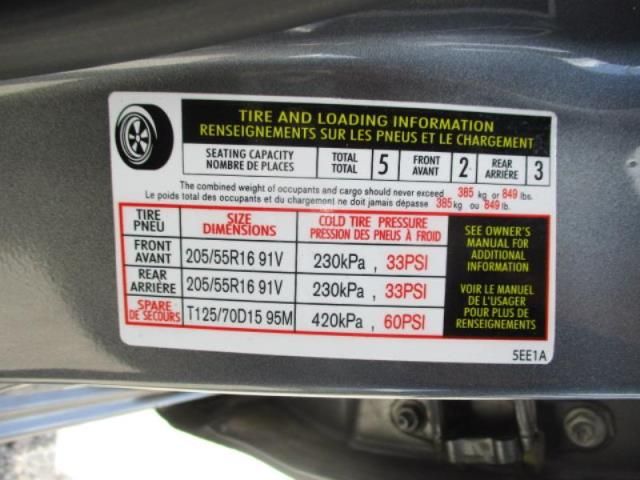 TIRE AND LOADING INFORMATION
RENSEIGNEMENTS SUR LES PNEUS ET LE CHARGEMENT
SEATING CAPACITY TOTAL 5 FRONT 2 REAR 3
NOMBRE DE PLACES TOTAL AVANT ARRIÈRE
The combined weight of occupants and cargo should never exceed 385 kg or 849 lbs.
Le poids total des occupants et du chargement ne doit jamais dépasse 385 kg ou 849 lb.
TIRE SIZE COLD TIRE PRESSURE
PNEU DIMENSIONS PRESSION DES PNEUS À FROID
FRONT AVANT 205/55R16 91V 230kPa , 33PSI
REAR ARRIÈRE 205/55R16 91V 230kPa , 33PSI
SPARE DE SECOURS T125/70D15 95M 420kPa , 60PSI
SEE OWNER'S
MANUAL FOR
ADDITIONAL
INFORMATION
VOIR LE MANUEL
DE L'USAGER
POUR PLUS DE
RENSEIGNEMENTS
5EE1A